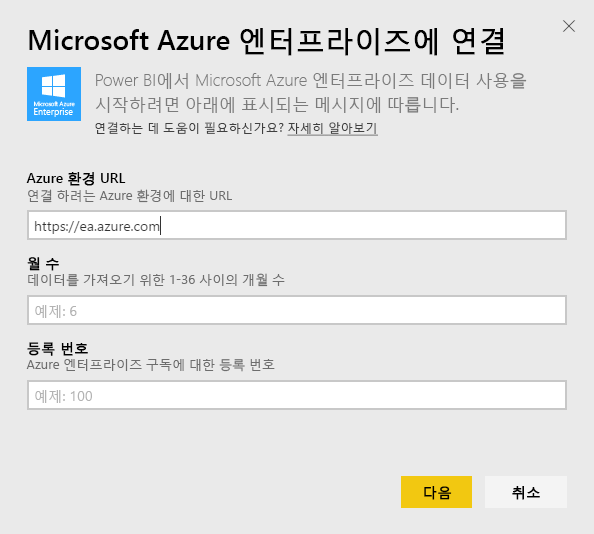 Microsoft Azure 엔터프라이즈에 연결
Microsoft Azure
Enterprise
Power BI에서 Microsoft Azure 엔터프라이즈 데이터 사용을
시작하려면 아래에 표시되는 메시지에 따릅니다.
연결하는 데 도움이 필요하신가요? 자세히 알아보기
Azure 환경 URL
연결 하려는 Azure 환경에 대한 URL
https://ea.azure.com
월 수
데이터를 가져오기 위한 1-36 사이의 개월 수
예제: 6
등록 번호
Azure 엔터프라이즈 구독에 대한 등록 번호
예제: 100
다음
취소